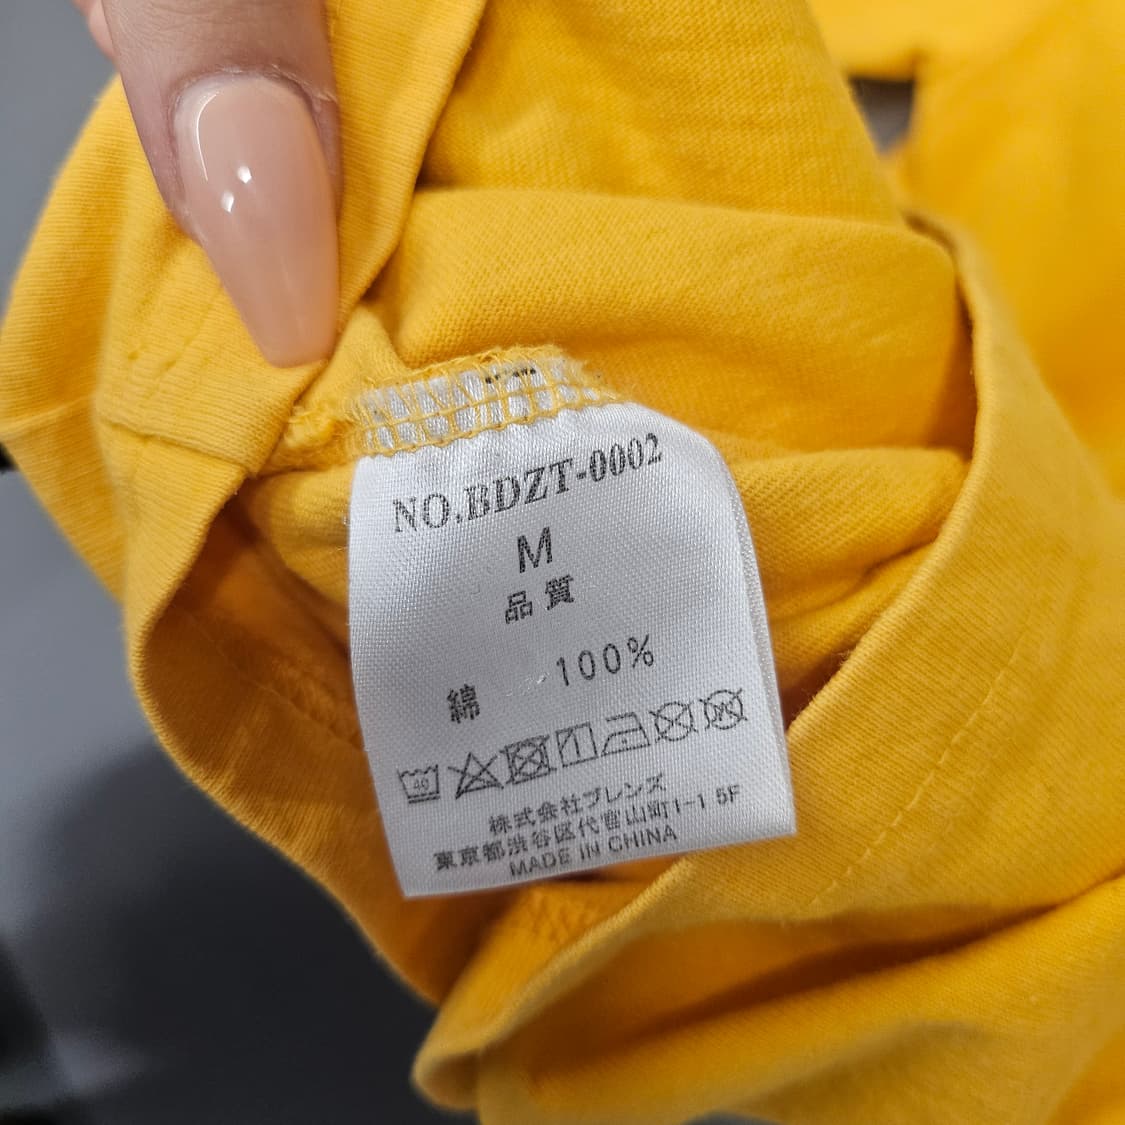 NO.BDZT-0002
M
品質
綿 100%
40
株式会社ブレンズ
東京都渋谷区代官山町1-1 5F
MADE IN CHINA